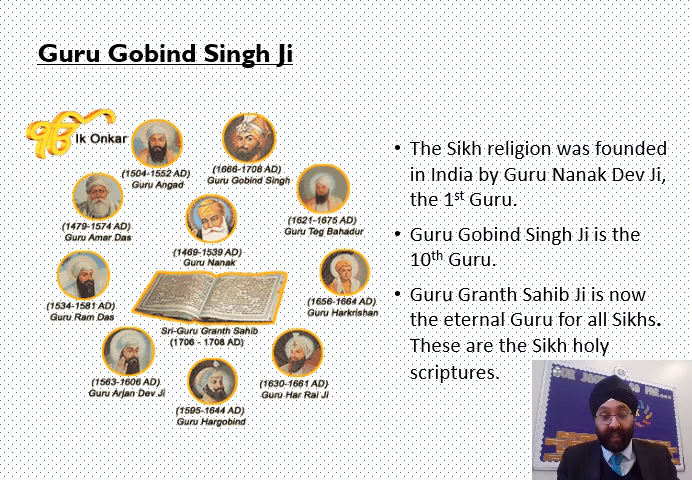 Guru Gobind Singh Ji
ੴ Ik Onkar
(1504-1552 AD)
Guru Angad
(1666-1708 AD)
Guru Gobind Singh
(1621-1675 AD)
Guru Teg Bahadur
(1479-1574 AD)
Guru Amar Das
(1469-1539 AD)
Guru Nanak
(1534-1581 AD)
Guru Ram Das
(1656-1664 AD)
Guru Harkrishan
Sri-Guru Granth Sahib
(1706 - 1708 AD)
(1563-1606 AD)
Guru Arjan Dev Ji
(1630-1661 AD)
Guru Har Rai Ji
(1595-1644 AD)
Guru Hargobind
• The Sikh religion was founded
in India by Guru Nanak Dev Ji,
the 1st Guru.
• Guru Gobind Singh Ji is the
10th Guru.
• Guru Granth Sahib Ji is now
the eternal Guru for all Sikhs.
These are the Sikh holy
scriptures.